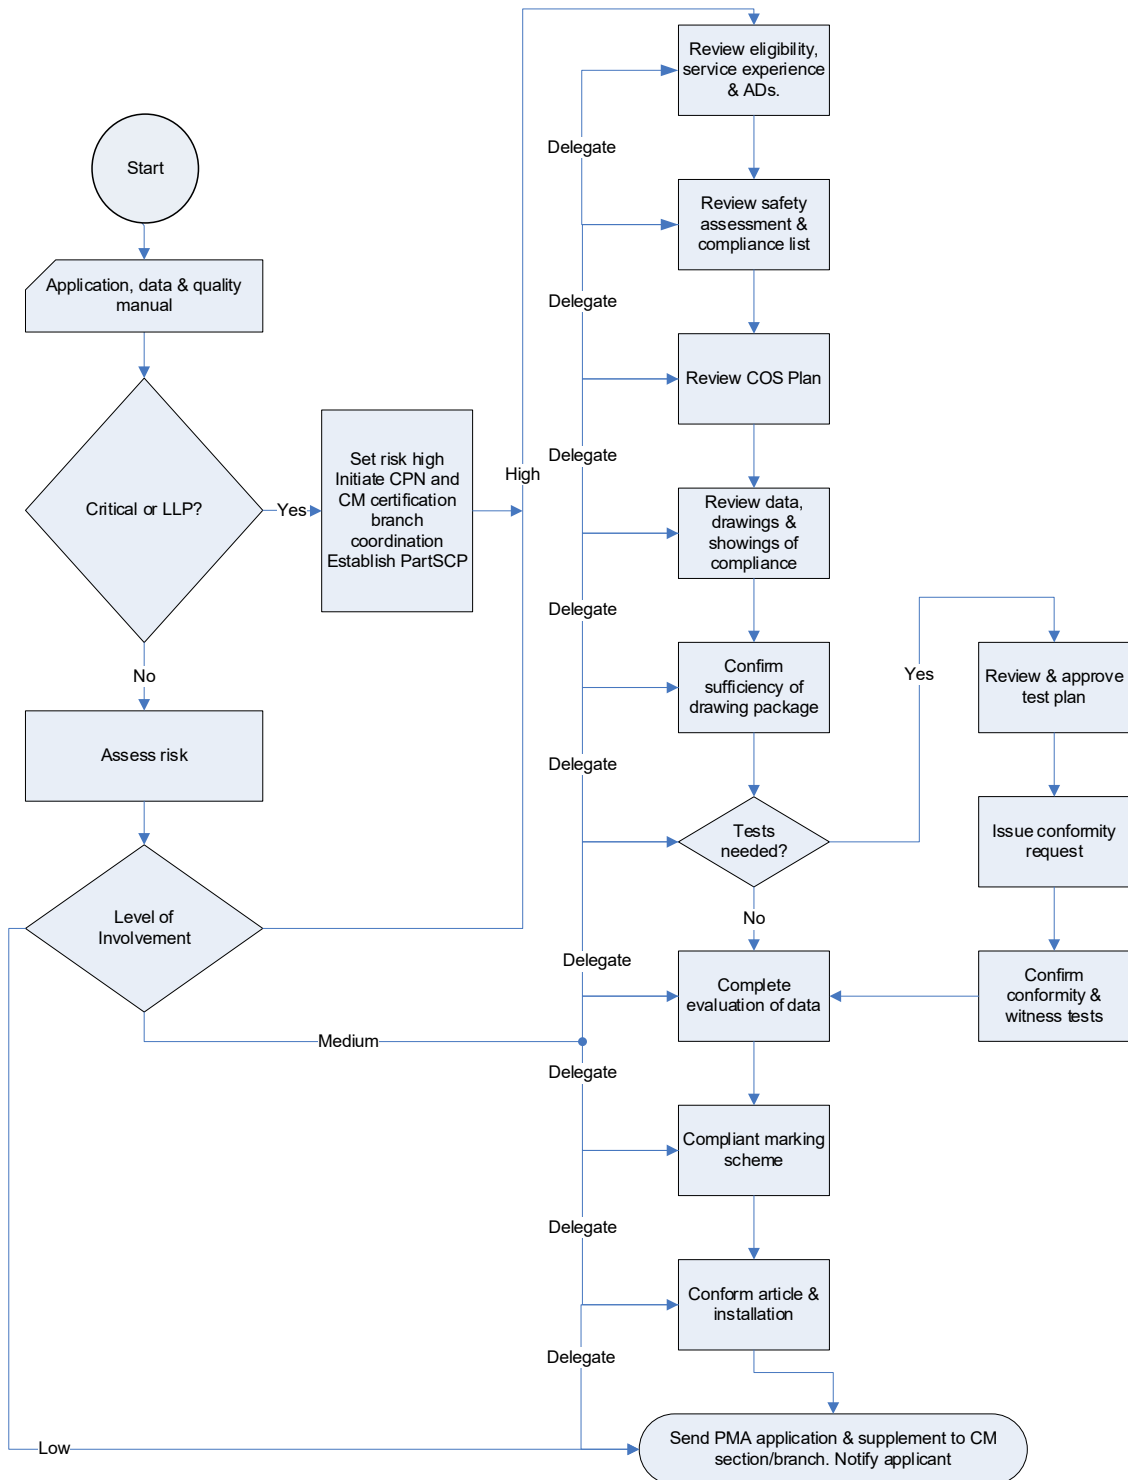 Start
Application, data & quality
manual
Critical or LLP?
Yes
Set risk high
Initiate CPN and
CM certification
branch
coordination
Establish PartSCP
High
No
Assess risk
Level of
Involvement
Medium
Low
Review eligibility,
service experience
& ADs.
Delegate
Review safety
assessment &
compliance list
Delegate
Review COS Plan
Delegate
Review data,
drawings &
showings of
compliance
Delegate
Confirm
sufficiency of
drawing package
Delegate
Tests
needed?
Yes
Review & approve
test plan
Issue conformity
request
Confirm
conformity &
witness tests
No
Delegate
Complete
evaluation of data
Delegate
Compliant marking
scheme
Delegate
Conform article &
installation
Delegate
Send PMA application & supplement to CM
section/branch. Notify applicant